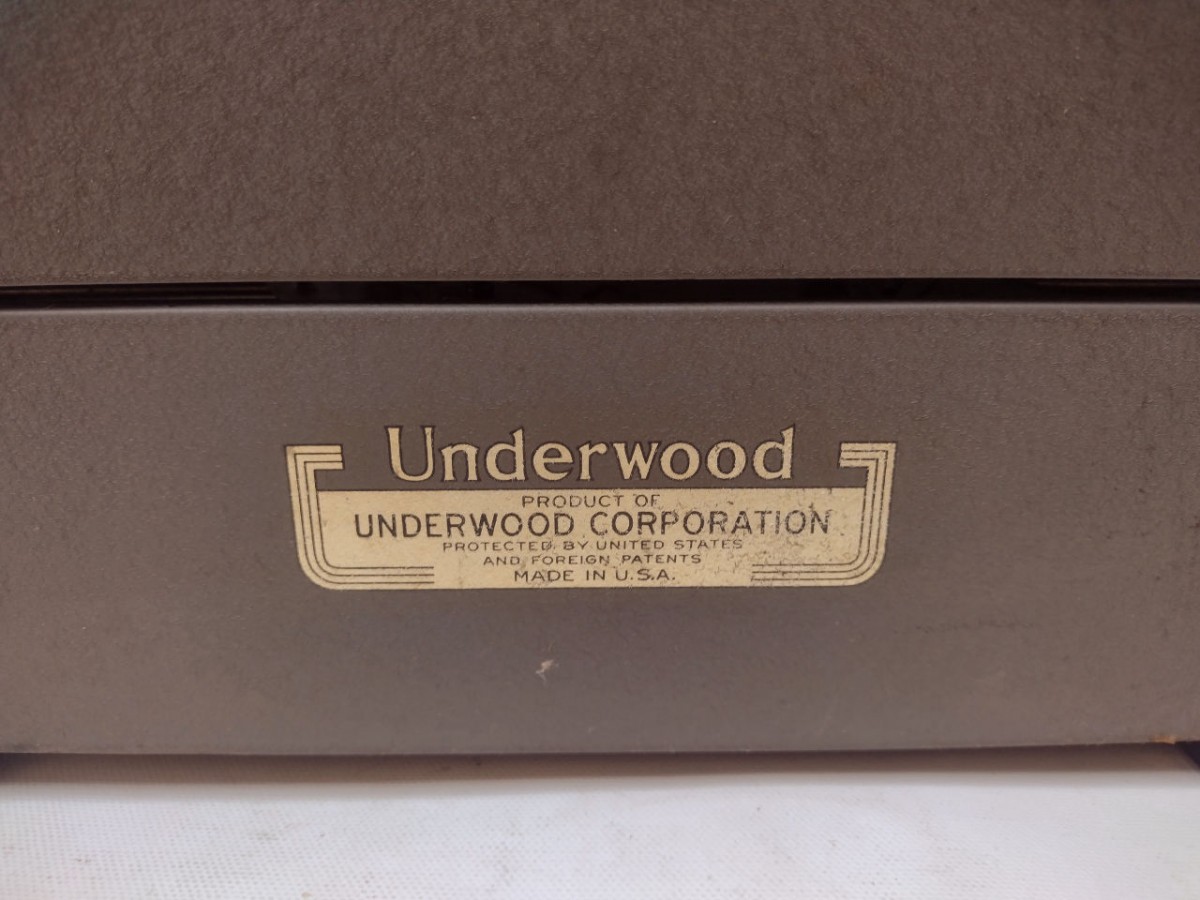 Underwood
PRODUCT OF
UNDERWOOD CORPORATION
PROTECTED BY UNITED STATES
AND FOREIGN PATENTS
MADE IN U.S.A.